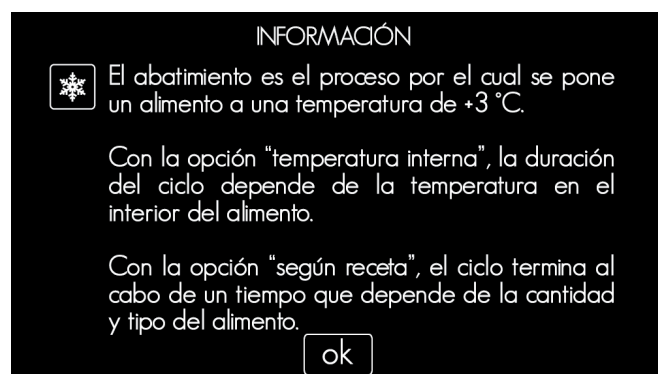 INFORMACIÓN
El abatimiento es el proceso por el cual se pone
un alimento a una temperatura de +3 °C.
Con la opción “temperatura interna”, la duración
del ciclo depende de la temperatura en el
interior del alimento.
Con la opción “según receta”, el ciclo termina al
cabo de un tiempo que depende de la cantidad
y tipo del alimento.
ok